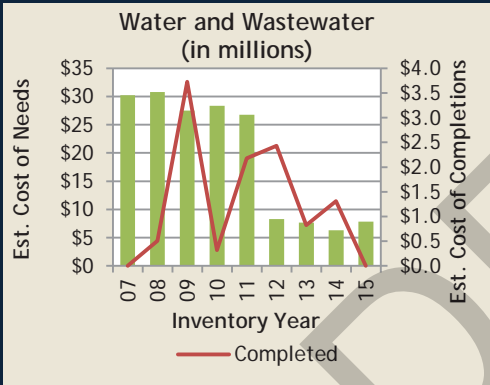 Water and Wastewater
(in millions)
Est. Cost of Needs
$35
$30
$25
$20
$15
$10
$5
$0
$4.0
$3.5
$3.0
$2.5
$2.0
$1.5
$1.0
$0.5
$0.0
Est. Cost of Completions
07 08 09 10 11 12 13 14 15
Inventory Year
Completed